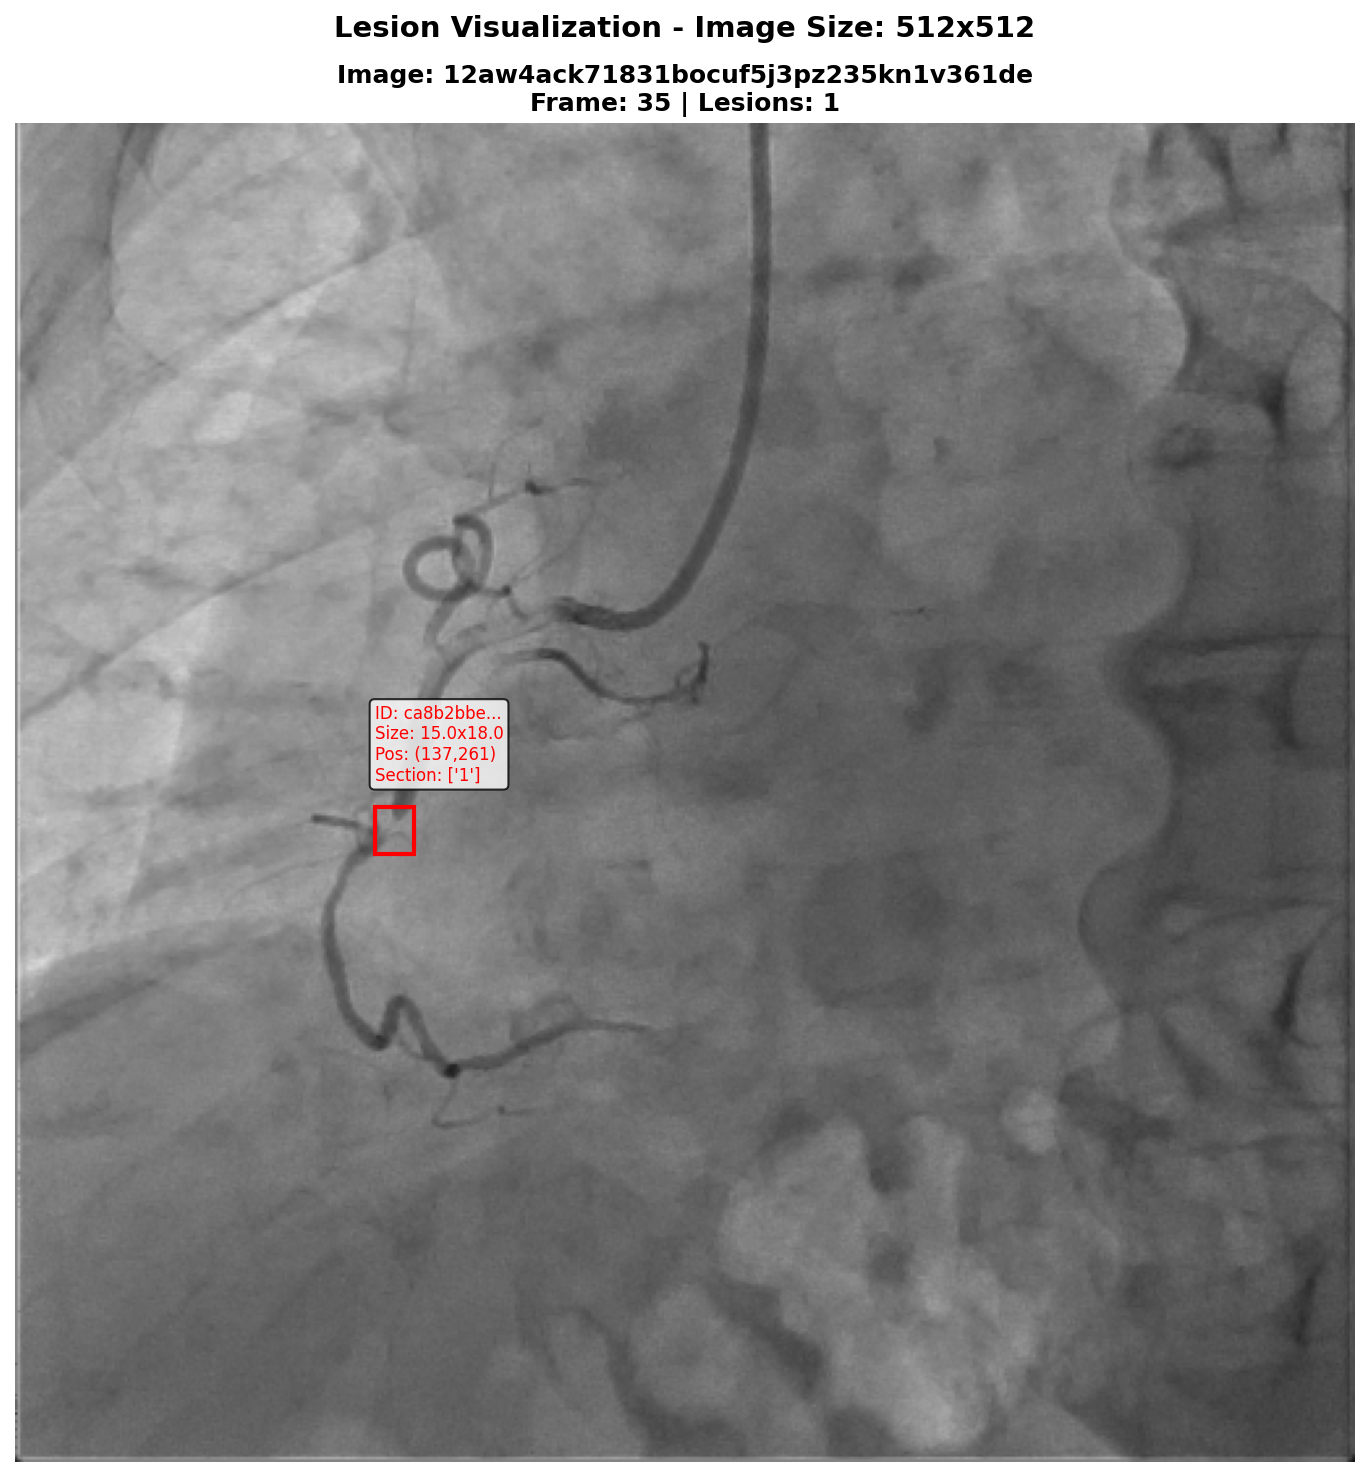 Lesion Visualization - Image Size: 512x512
Image: 12aw4ack71831bocuf5j3pz235kn1v361de
Frame: 35 | Lesions: 1
ID: ca8b2bbe...
Size: 15.0x18.0
Pos: (137,261)
Section: ['1']